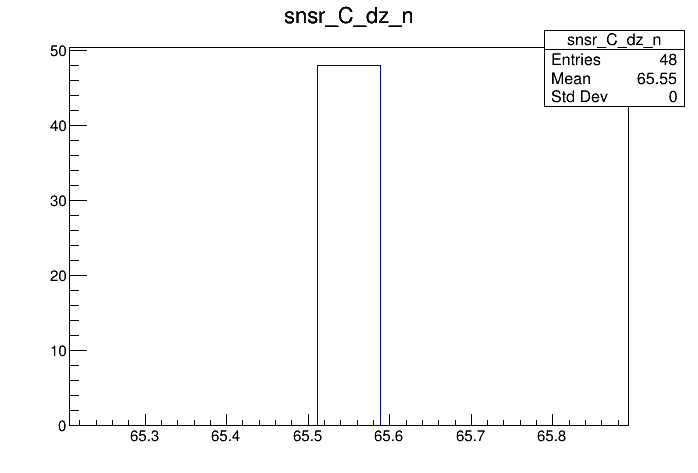 snsr_C_dz_n
snsr_C_dz_n
Entries 48
Mean 65.55
Std Dev 0
50
40
30
20
10
0
65.3 65.4 65.5 65.6 65.7 65.8